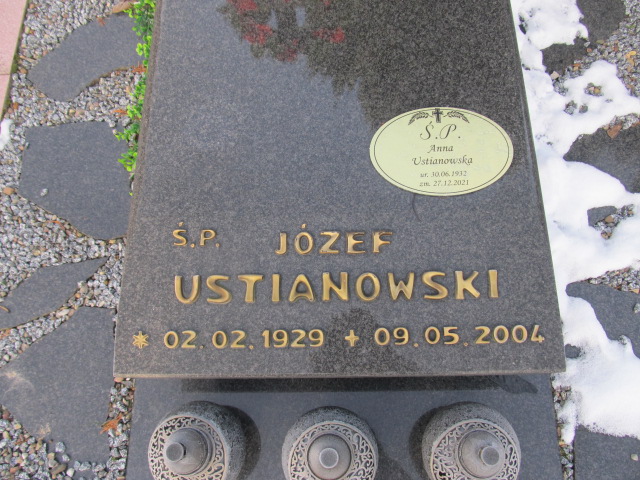 Ś.P.
Anna
Ustianowska
ur. 30.06.1932
zm. 27.12.2021
Ś.P. JÓZEF
USTIANOWSKI
* 02.02.1929 + 09.05.2004